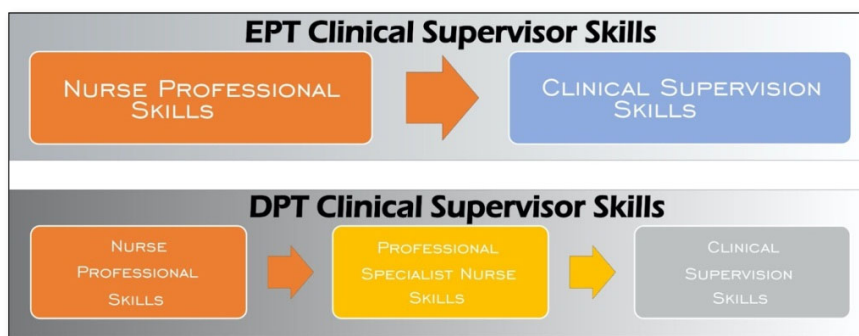 EPT Clinical Supervisor Skills
NURSE PROFESSIONAL
SKILLS
CLINICAL SUPERVISION
SKILLS
DPT Clinical Supervisor Skills
NURSE
PROFESSIONAL
SKILLS
PROFESSIONAL
SPECIALIST NURSE
SKILLS
CLINICAL
SUPERVISION
SKILLS